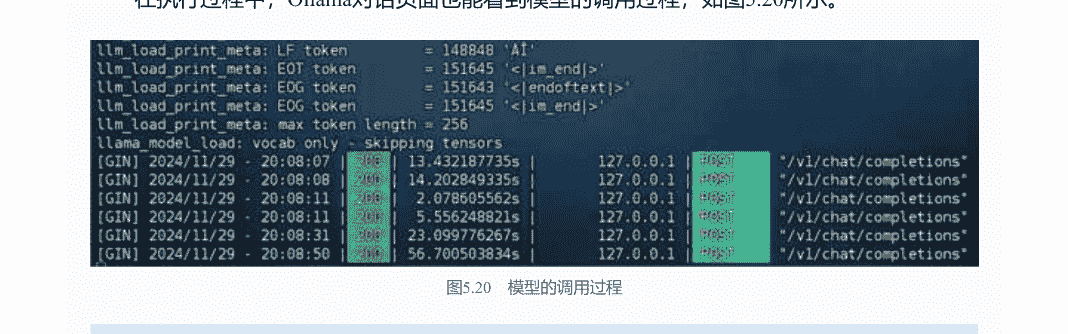 在执行过程中，Ollama对话页面也能看到模型的调用过程，如图5.20所示。
llm_load_print_meta: LF token = 148848 'ÄĬ'
llm_load_print_meta: EOT token = 151645 '<|im_end|>'
llm_load_print_meta: EOG token = 151643 '<|endoftext|>'
llm_load_print_meta: EOG token = 151645 '<|im_end|>'
llm_load_print_meta: max token length = 256
llama_model_load: vocab only - skipping tensors
[GIN] 2024/11/29 - 20:08:07 | 200 | 13.432187735s | 127.0.0.1 | POST "/v1/chat/completions"
[GIN] 2024/11/29 - 20:08:08 | 200 | 14.202849335s | 127.0.0.1 | POST "/v1/chat/completions"
[GIN] 2024/11/29 - 20:08:11 | 200 | 2.078605562s | 127.0.0.1 | POST "/v1/chat/completions"
[GIN] 2024/11/29 - 20:08:11 | 200 | 5.556248821s | 127.0.0.1 | POST "/v1/chat/completions"
[GIN] 2024/11/29 - 20:08:31 | 200 | 23.099776267s | 127.0.0.1 | POST "/v1/chat/completions"
[GIN] 2024/11/29 - 20:08:50 | 200 | 56.700503834s | 127.0.0.1 | POST "/v1/chat/completions"
图5.20 模型的调用过程